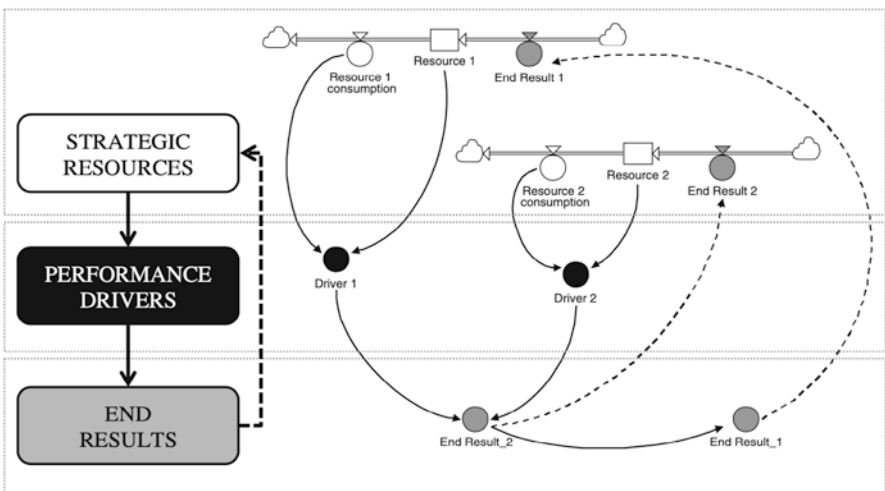 STRATEGIC
RESOURCES
PERFORMANCE
DRIVERS
END
RESULTS
Resource 1
consumption
Resource 1
End Result 1
Resource 2
consumption
Resource 2
End Result 2
Driver 1
Driver 2
End Result_2
End Result_1